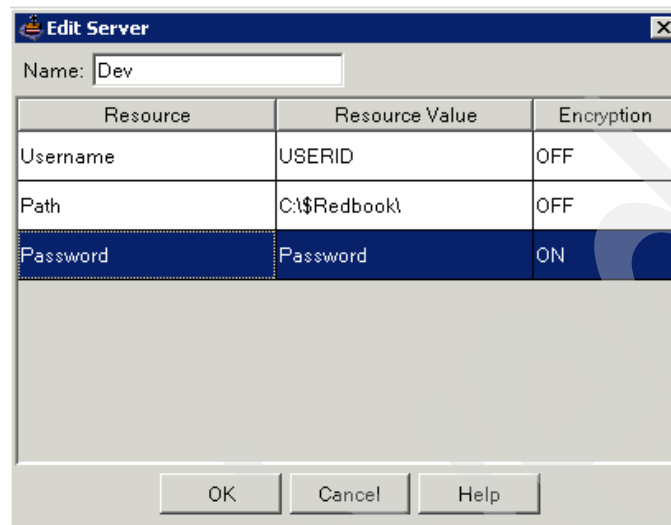 Edit Server
Name: Dev
Resource Resource Value Encryption
Username USERID OFF
Path C:\$Redbook\ OFF
Password Password ON
OK Cancel Help